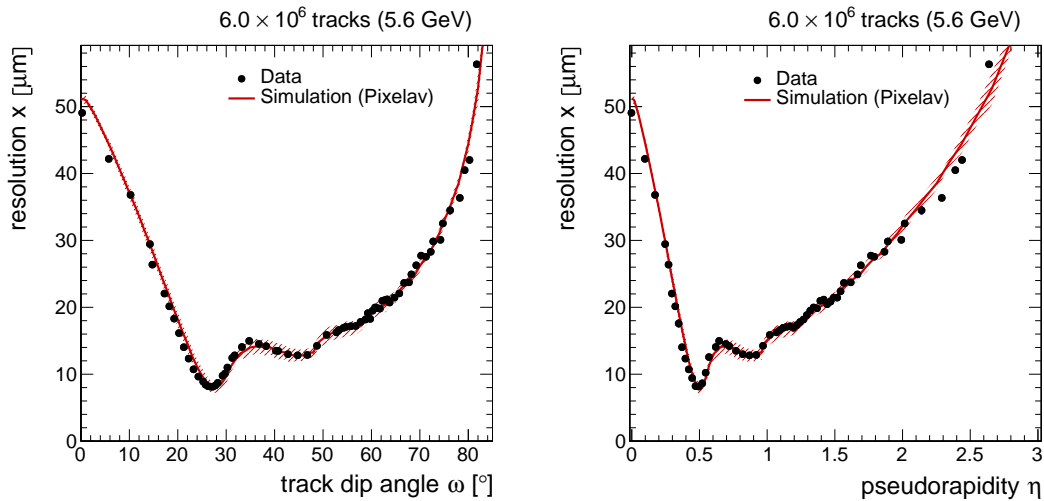 6.0 × 10⁶ tracks (5.6 GeV)
resolution x [μm]
Data
Simulation (Pixelav)
50
40
30
20
10
0
0 10 20 30 40 50 60 70 80
track dip angle ω [°]
6.0 × 10⁶ tracks (5.6 GeV)
resolution x [μm]
Data
Simulation (Pixelav)
50
40
30
20
10
0
0 0.5 1 1.5 2 2.5 3
pseudorapidity η